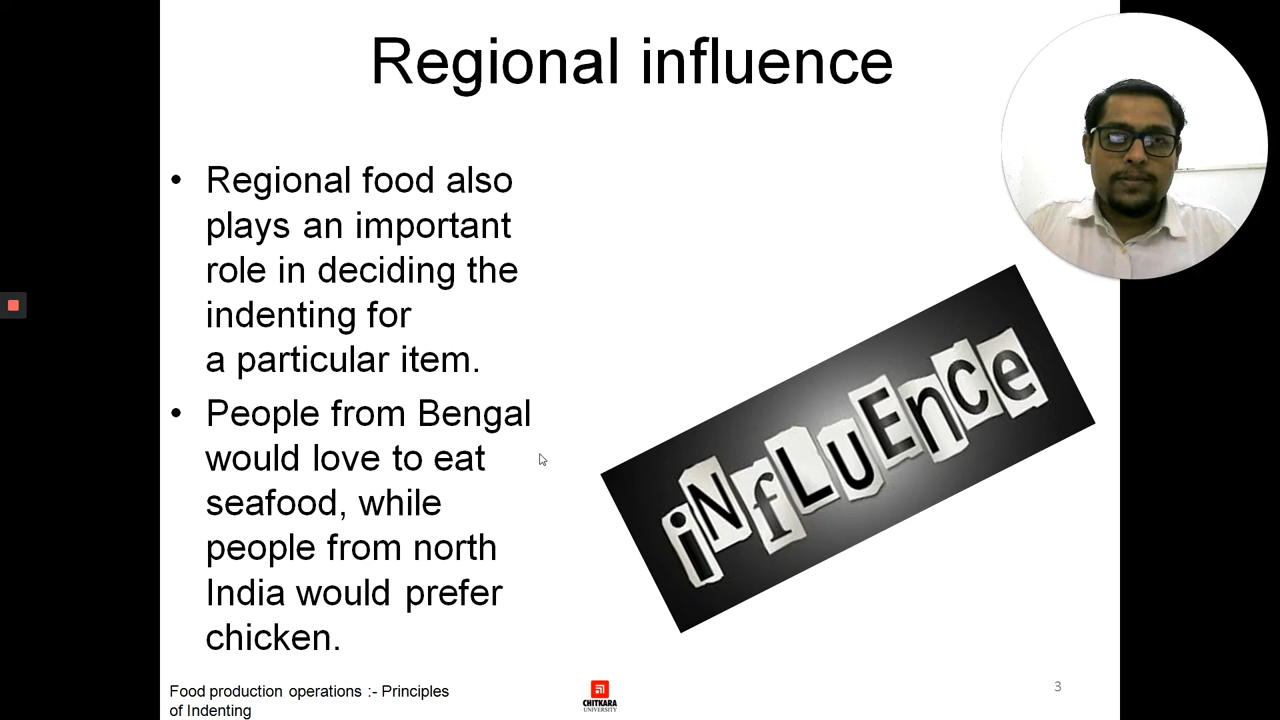 Regional influence
• Regional food also
plays an important
role in deciding the
indenting for
a particular item.
• People from Bengal
would love to eat
seafood, while
people from north
India would prefer
chicken.
iNfLUEnce
Food production operations :- Principles
of Indenting
CHITKARA
UNIVERSITY
3